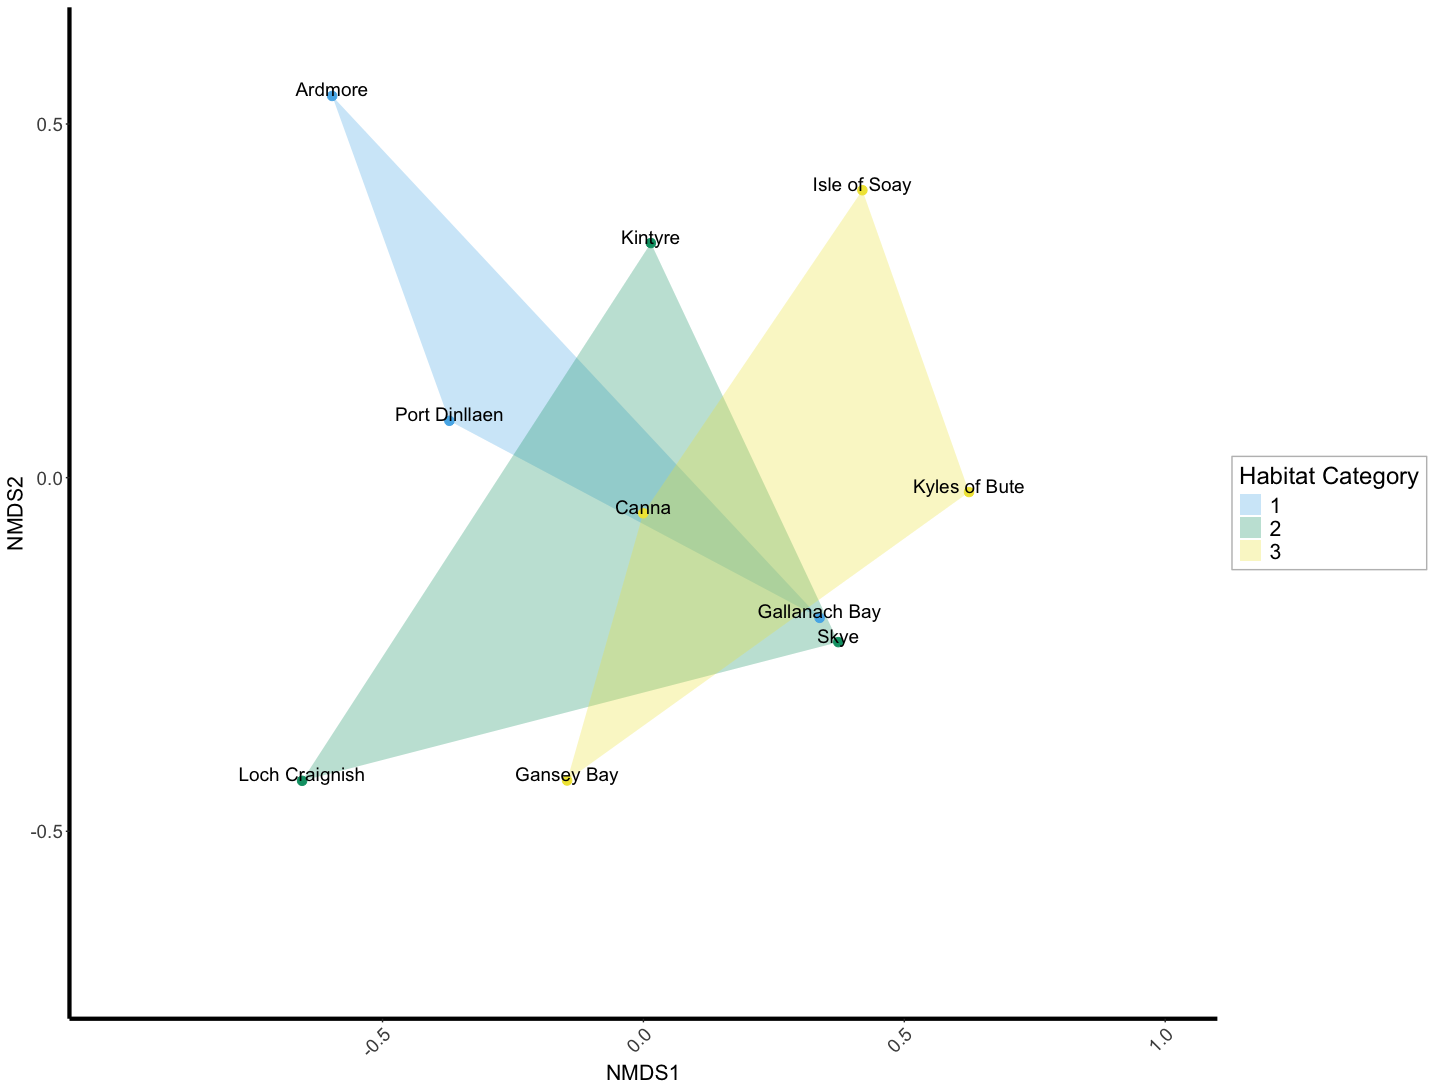 Ardmore
0.5
Isle of Soay
Kintyre
Port Dinllaen
Habitat Category
1
2
3
0.0
Kyles of Bute
Canna
NMDS2
Gallanach Bay
Skye
Loch Craignish
Gansey Bay
-0.5
-0.5
0.0
0.5
1.0
NMDS1